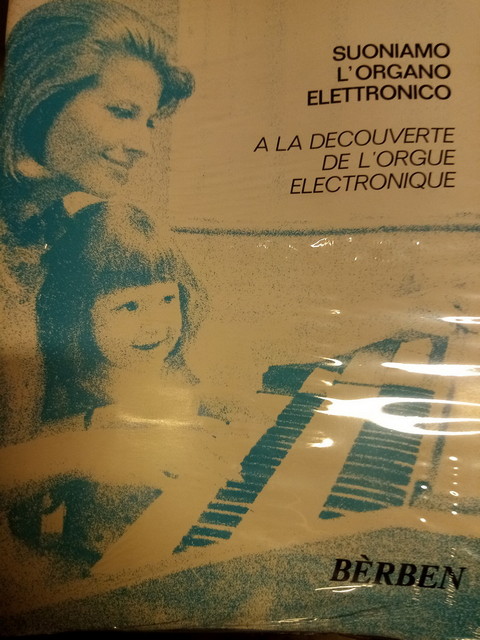 SUONIAMO
L'ORGANO
ELETTRONICO
A LA DECOUVERTE
DE L'ORGUE
ELECTRONIQUE
BÈRBEN